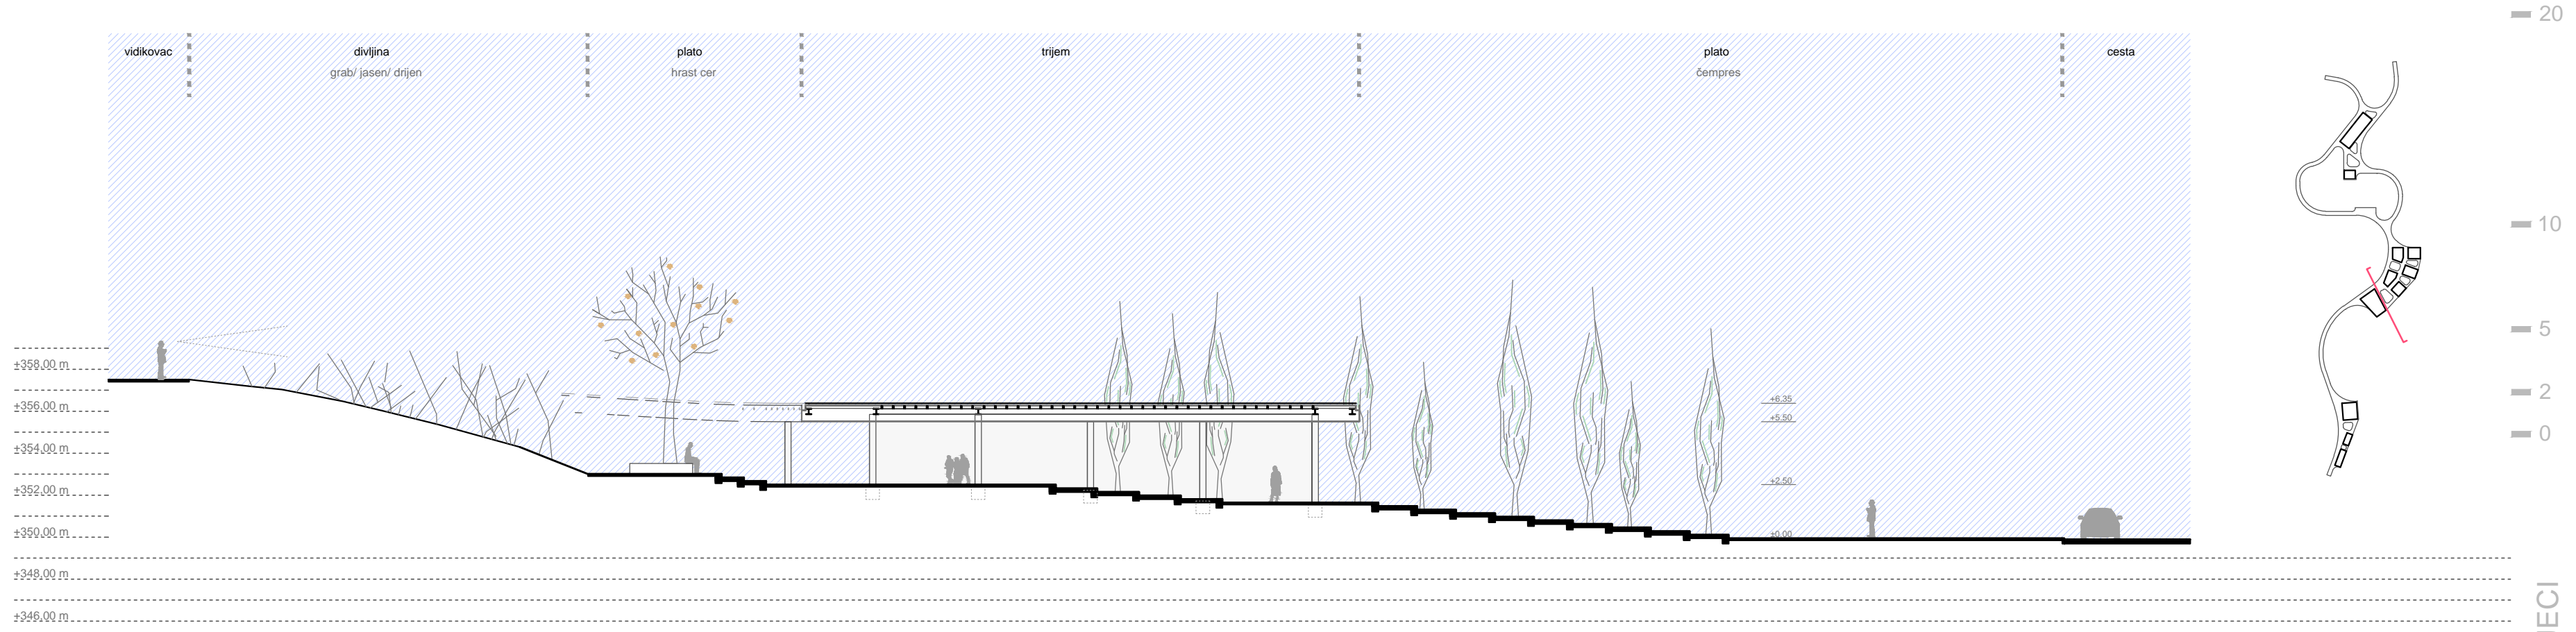 20
vidikovac
divljina
plato
trijem
plato
cesta
grab/ jasen/ drijen
hrast cer
čempres
10
5
+358,00 m
2
+6.35
+356,00 m
+5.50
0
+354,00 m
+2.50
+352,00 m
+350,00 m
±0.00
+348,00 m
+346,00 m
IECI